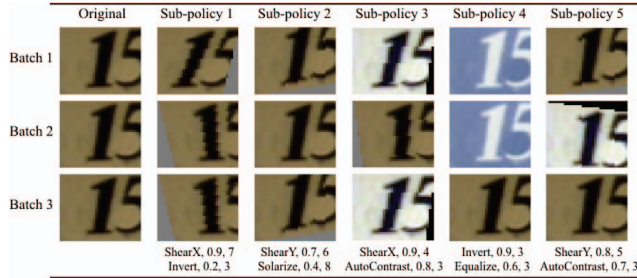 Original Sub-policy 1 Sub-policy 2 Sub-policy 3 Sub-policy 4 Sub-policy 5
Batch 1 15 15 15 15 15 15
Batch 2 15 15 15 15 15 15
Batch 3 15 15 15 15 15 15
ShearX, 0.9, 7 ShearY, 0.7, 6 ShearX, 0.9, 4 Invert, 0.9, 3 ShearY, 0.8, 5
Invert, 0.2, 3 Solarize, 0.4, 8 AutoContrast, 0.8, 3 Equalize, 0.6, 3 AutoContrast, 0.7, 3